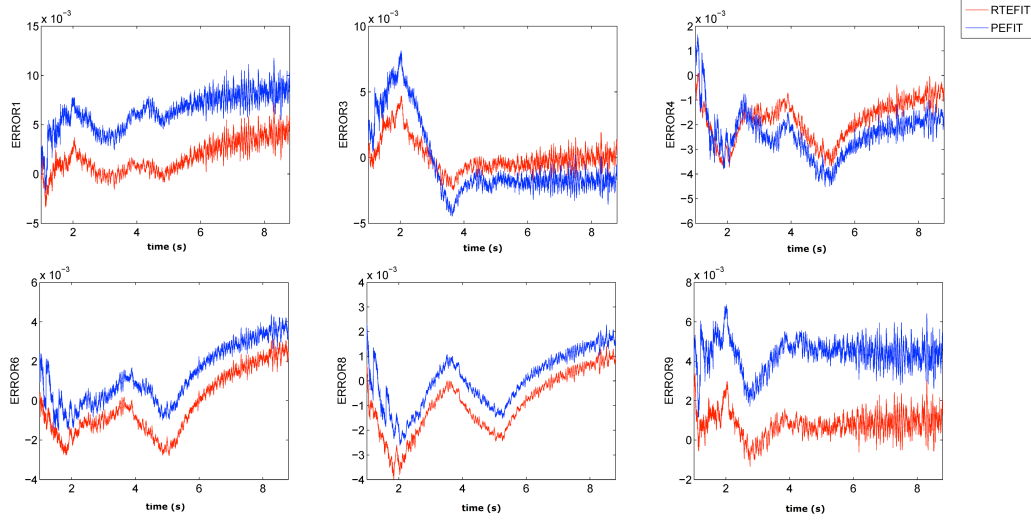 RTEFIT
PEFIT
x 10⁻³
15
10
5
0
−5
ERROR1
2 4 6 8
time (s)
x 10⁻³
10
5
0
−5
ERROR3
2 4 6 8
time (s)
x 10⁻³
2
1
0
−1
−2
−3
−4
−5
−6
ERROR4
2 4 6 8
time (s)
x 10⁻³
6
4
2
0
−2
−4
ERROR6
2 4 6 8
time (s)
x 10⁻³
4
3
2
1
0
−1
−2
−3
−4
ERROR8
2 4 6 8
time (s)
x 10⁻³
8
6
4
2
0
−2
ERROR9
2 4 6 8
time (s)